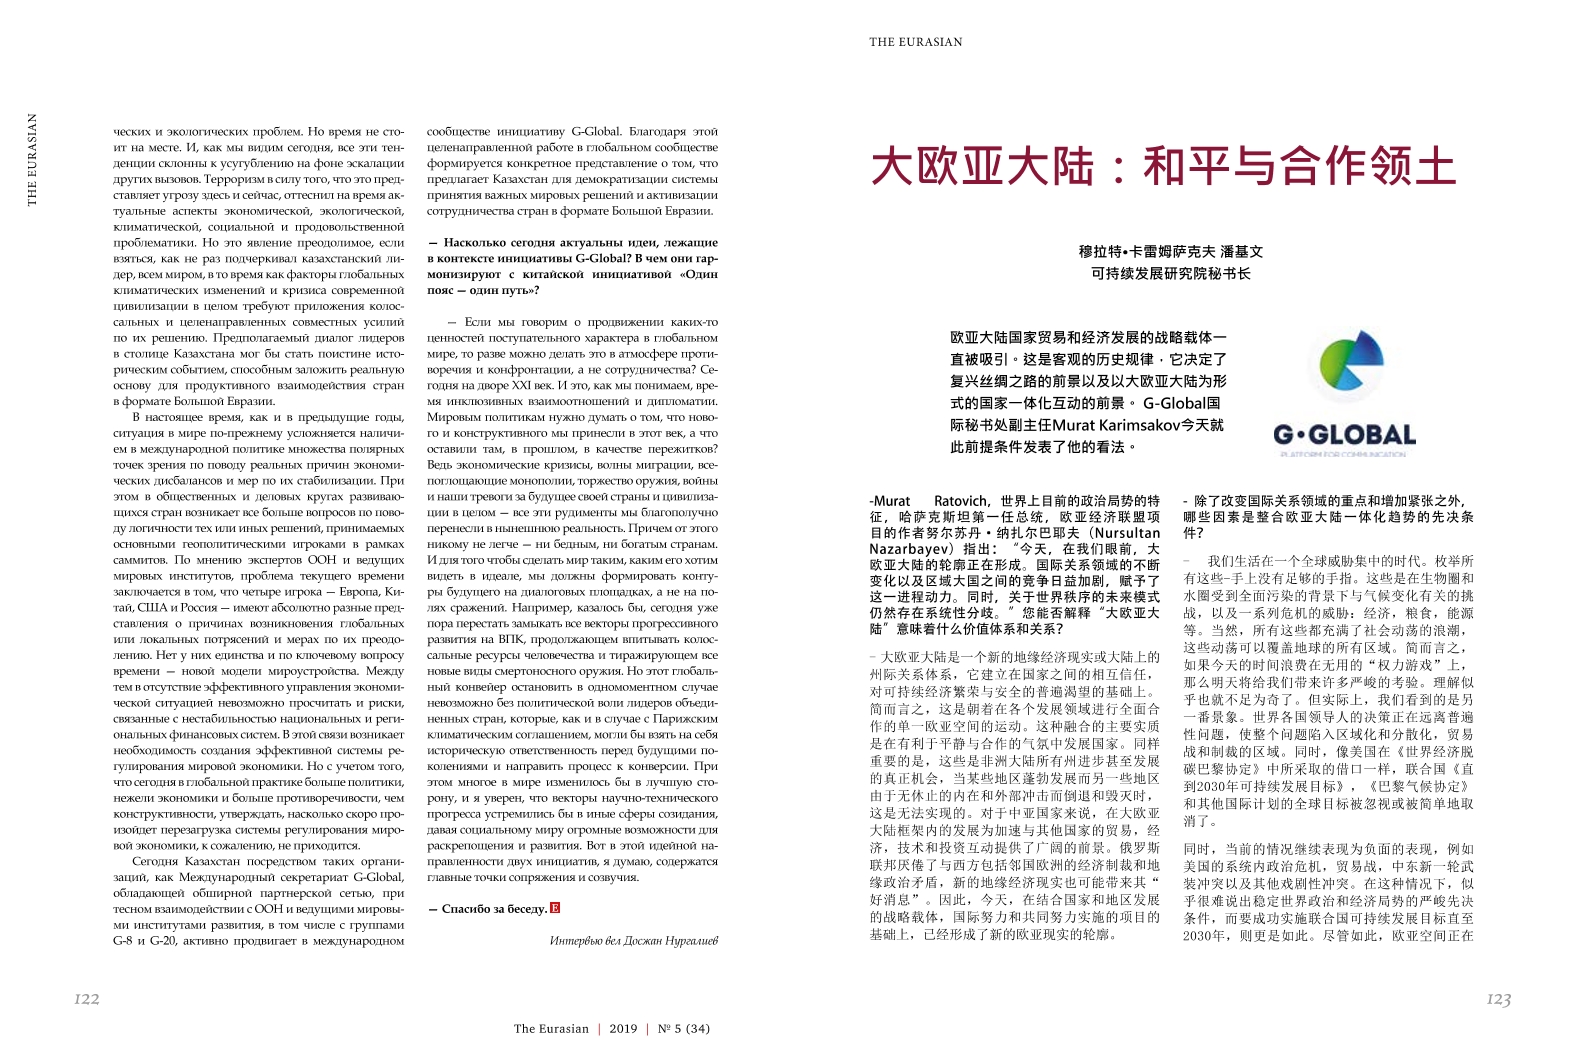 THE EURASIAN
ческих и экологических проблем. Но время не сто-
ит на месте. И, как мы видим сегодня, все эти тен-
денции склонны к усугублению на фоне эскалации
других вызовов. Терроризм в силу того, что это пред-
ставляет угрозу здесь и сейчас, оттеснил на время ак-
туальные аспекты экономической, экологической,
климатической, социальной и продовольственной
проблематики. Но это явление преодолимое, если
взяться, как не раз подчеркивал казахстанский ли-
дер, всем миром, в то время как факторы глобальных
климатических изменений и кризиса современной
цивилизации в целом требуют приложения колос-
сальных и целенаправленных совместных усилий
по их решению. Предполагаемый диалог лидеров
в столице Казахстана мог бы стать поистине исто-
рическим событием, способным заложить реальную
основу для продуктивного взаимодействия стран
в формате Большой Евразии.
В настоящее время, как и в предыдущие годы,
ситуация в мире по-прежнему усложняется наличи-
ем в международной политике множества полярных
точек зрения по поводу реальных причин экономи-
ческих дисбалансов и мер по их стабилизации. При
этом в общественных и деловых кругах развиваю-
щихся стран возникает все больше вопросов по пово-
ду логичности тех или иных решений, принимаемых
основными геополитическими игроками в рамках
саммитов. По мнению экспертов ООН и ведущих
мировых институтов, проблема текущего времени
заключается в том, что четыре игрока — Европа, Ки-
тай, США и Россия — имеют абсолютно разные пред-
ставления о причинах возникновения глобальных
или локальных потрясений и мерах по их преодо-
лению. Нет у них единства и по ключевому вопросу
времени — новой модели мироустройства. Между
тем в отсутствие эффективного управления экономи-
ческой ситуацией невозможно просчитать и риски,
связанные с нестабильностью национальных и реги-
ональных финансовых систем. В этой связи возникает
необходимость создания эффективной системы ре-
гулирования мировой экономики. Но с учетом того,
что сегодня в глобальной практике больше политики,
нежели экономики и больше противоречивости, чем
конструктивности, утверждать, насколько скоро про-
изойдет перезагрузка системы регулирования миро-
вой экономики, к сожалению, не приходится.
Сегодня Казахстан посредством таких органи-
заций, как Международный секретариат G-Global,
обладающей обширной партнерской сетью, при
тесном взаимодействии с ООН и ведущими мировы-
ми институтами развития, в том числе с группами
G-8 и G-20, активно продвигает в международном
сообществе инициативу G-Global. Благодаря этой
целенаправленной работе в глобальном сообществе
формируется конкретное представление о том, что
предлагает Казахстан для демократизации системы
принятия важных мировых решений и активизации
сотрудничества стран в формате Большой Евразии.
— Насколько сегодня актуальны идеи, лежащие
в контексте инициативы G-Global? В чем они гар-
монизируют с китайской инициативой «Один
пояс — один путь»?
— Если мы говорим о продвижении каких-то
ценностей поступательного характера в глобальном
мире, то разве можно делать это в атмосфере проти-
воречия и конфронтации, а не сотрудничества? Се-
годня на дворе XXI век. И это, как мы понимаем, вре-
мя инклюзивных взаимоотношений и дипломатии.
Мировым политикам нужно думать о том, что ново-
го и конструктивного мы принесли в этот век, а что
оставили там, в прошлом, в качестве пережитков?
Ведь экономические кризисы, волны миграции, все-
поглощающие монополии, торжество оружия, войны
и наши тревоги за будущее своей страны и цивилиза-
ции в целом — все эти рудименты мы благополучно
перенесли в нынешнюю реальность. Причем от этого
никому не легче — ни бедным, ни богатым странам.
И для того чтобы сделать мир таким, каким его хотим
видеть в идеале, мы должны формировать конту-
ры будущего на диалоговых площадках, а не на по-
лях сражений. Например, казалось бы, сегодня уже
пора перестать замыкать все векторы прогрессивного
развития на ВПК, продолжающем впитывать колос-
сальные ресурсы человечества и тиражирующем все
новые виды смертоносного оружия. Но этот глобаль-
ный конвейер остановить в одномоментном случае
невозможно без политической воли лидеров объеди-
ненных стран, которые, как и в случае с Парижским
климатическим соглашением, могли бы взять на себя
историческую ответственность перед будущими по-
колениями и направить процесс к конверсии. При
этом многое в мире изменилось бы в лучшую сто-
рону, и я уверен, что векторы научно-технического
прогресса устремились бы в иные сферы созидания,
давая социальному миру огромные возможности для
раскрепощения и развития. Вот в этой идейной на-
правленности двух инициатив, я думаю, содержатся
главные точки сопряжения и созвучия.
— Спасибо за беседу. E
Интервью вел Досжан Нургалиев
122
The Eurasian | 2019 | № 5 (34)
THE EURASIAN
大欧亚大陆：和平与合作领土
穆拉特•卡雷姆萨克夫 潘基文
可持续发展研究院秘书长
欧亚大陆国家贸易和经济发展的战略载体一
直被吸引。这是客观的历史规律，它决定了
复兴丝绸之路的前景以及以大欧亚大陆为形
式的国家一体化互动的前景。 G-Global国
际秘书处副主任Murat Karimsakov今天就
此前提条件发表了他的看法。
G•GLOBAL
PLATFORM FOR COMMUNICATION
-Murat Ratovich，世界上目前的政治局势的特
征，哈萨克斯坦第一任总统，欧亚经济联盟项
目的作者努尔苏丹·纳扎尔巴耶夫（Nursultan
Nazarbayev）指出：“今天，在我们眼前，大
欧亚大陆的轮廓正在形成。国际关系领域的不断
变化以及区域大国之间的竞争日益加剧，赋予了
这一进程动力。同时，关于世界秩序的未来模式
仍然存在系统性分歧。”您能否解释“大欧亚大
陆”意味着什么价值体系和关系？
– 大欧亚大陆是一个新的地缘经济现实或大陆上的
州际关系体系，它建立在国家之间的相互信任，
对可持续经济繁荣与安全的普遍渴望的基础上。
简而言之，这是朝着在各个发展领域进行全面合
作的单一欧亚空间的运动。这种融合的主要实质
是在有利于平静与合作的气氛中发展国家。同样
重要的是，这些是非洲大陆所有州进步甚至发展
的真正机会，当某些地区蓬勃发展而另一些地区
由于无休止的内在和外部冲击而倒退和毁灭时，
这是无法实现的。对于中亚国家来说，在大欧亚
大陆框架内的发展为加速与其他国家的贸易，经
济，技术和投资互动提供了广阔的前景。俄罗斯
联邦厌倦了与西方包括邻国欧洲的经济制裁和地
缘政治矛盾，新的地缘经济现实也可能带来其“
好消息”。因此，今天，在结合国家和地区发展
的战略载体，国际努力和共同努力实施的项目的
基础上，已经形成了新的欧亚现实的轮廓。
- 除了改变国际关系领域的重点和增加紧张之外，
哪些因素是整合欧亚大陆一体化趋势的先决条
件？
– 我们生活在一个全球威胁集中的时代。枚举所
有这些–手上没有足够的手指。这些是在生物圈和
水圈受到全面污染的背景下与气候变化有关的挑
战，以及一系列危机的威胁：经济，粮食，能源
等。当然，所有这些都充满了社会动荡的浪潮，
这些动荡可以覆盖地球的所有区域。简而言之，
如果今天的时间浪费在无用的“权力游戏”上，
那么明天将给我们带来许多严峻的考验。理解似
乎也就不足为奇了。但实际上，我们看到的是另
一番景象。世界各国领导人的决策正在远离普遍
性问题，使整个问题陷入区域化和分散化，贸易
战和制裁的区域。同时，像美国在《世界经济脱
碳巴黎协定》中所采取的借口一样，联合国《直
到2030年可持续发展目标》，《巴黎气候协定》
和其他国际计划的全球目标被忽视或被简单地取
消了。
同时，当前的情况继续表现为负面的表现，例如
美国的系统内政治危机，贸易战，中东新一轮武
装冲突以及其他戏剧性冲突。在这种情况下，似
乎很难说出稳定世界政治和经济局势的严峻先决
条件，而要成功实施联合国可持续发展目标直至
2030年，则更是如此。尽管如此，欧亚空间正在
123